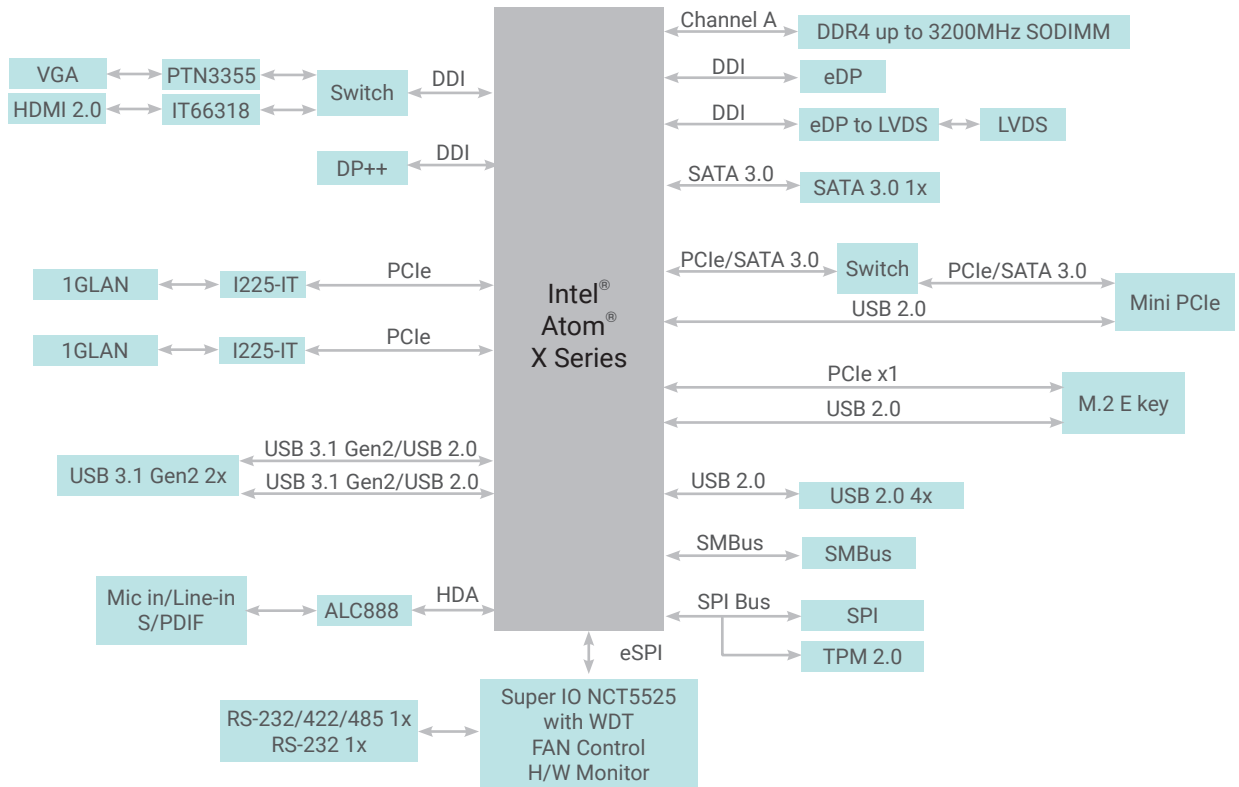 Channel A
DDR4 up to 3200MHz SODIMM
VGA
PTN3355
Switch
DDI
HDMI 2.0
IT66318
DDI
eDP
DDI
eDP to LVDS
LVDS
DP++
DDI
SATA 3.0
SATA 3.0 1x
1GLAN
I225-IT
PCIe
PCIe/SATA 3.0
Switch
PCIe/SATA 3.0
Mini PCIe
USB 2.0
Intel®
Atom®
X Series
1GLAN
I225-IT
PCIe
PCIe x1
USB 2.0
M.2 E key
USB 3.1 Gen2 2x
USB 3.1 Gen2/USB 2.0
USB 3.1 Gen2/USB 2.0
USB 2.0
USB 2.0 4x
SMBus
SMBus
Mic in/Line-in
S/PDIF
ALC888
HDA
SPI Bus
SPI
TPM 2.0
eSPI
Super IO NCT5525
with WDT
FAN Control
H/W Monitor
RS-232/422/485 1x
RS-232 1x